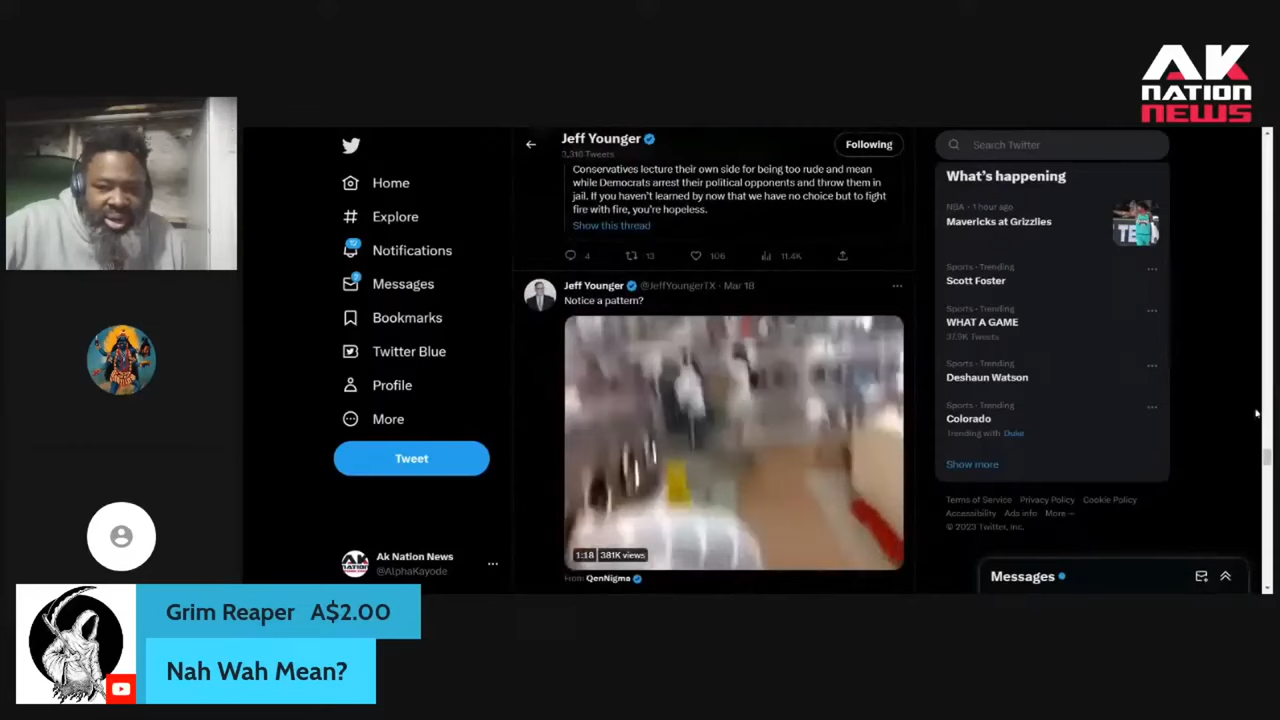 AK
NATION
NEWS
Home
Explore
Notifications
Messages
Bookmarks
Twitter Blue
Profile
More
Tweet
Ak Nation News
@AlphaKayode
Jeff Younger
3,310 Tweets
Following
Conservatives lecture their own side for being too rude and mean
while Democrats arrest their political opponents and throw them in
jail. If you haven't learned by now that we have no choice but to fight
fire with fire, you're hopeless.
Show this thread
4 13 106 11.4K
Jeff Younger @JeffYoungerTX · Mar 18
Notice a pattern?
1:18 381K views
From QenNigma
Search Twitter
What's happening
NBA · 1 hour ago
Mavericks at Grizzlies
Sports · Trending
Scott Foster
Sports · Trending
WHAT A GAME
37.9K Tweets
Sports · Trending
Deshaun Watson
Sports · Trending
Colorado
Trending with Duke
Show more
Terms of Service Privacy Policy Cookie Policy
Accessibility Ads info More
© 2023 Twitter, Inc.
Messages
Grim Reaper A$2.00
Nah Wah Mean?